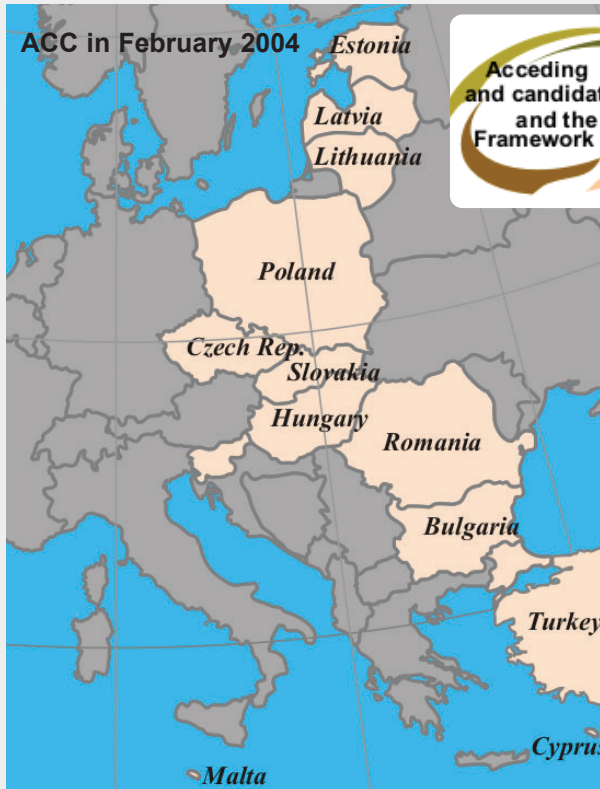 ACC in February 2004
Estonia
Acceding
and candidat
and the
Framework
Latvia
Lithuania
Poland
Czech Rep.
Slovakia
Hungary
Romania
Bulgaria
Turkey
Cyprus
Malta